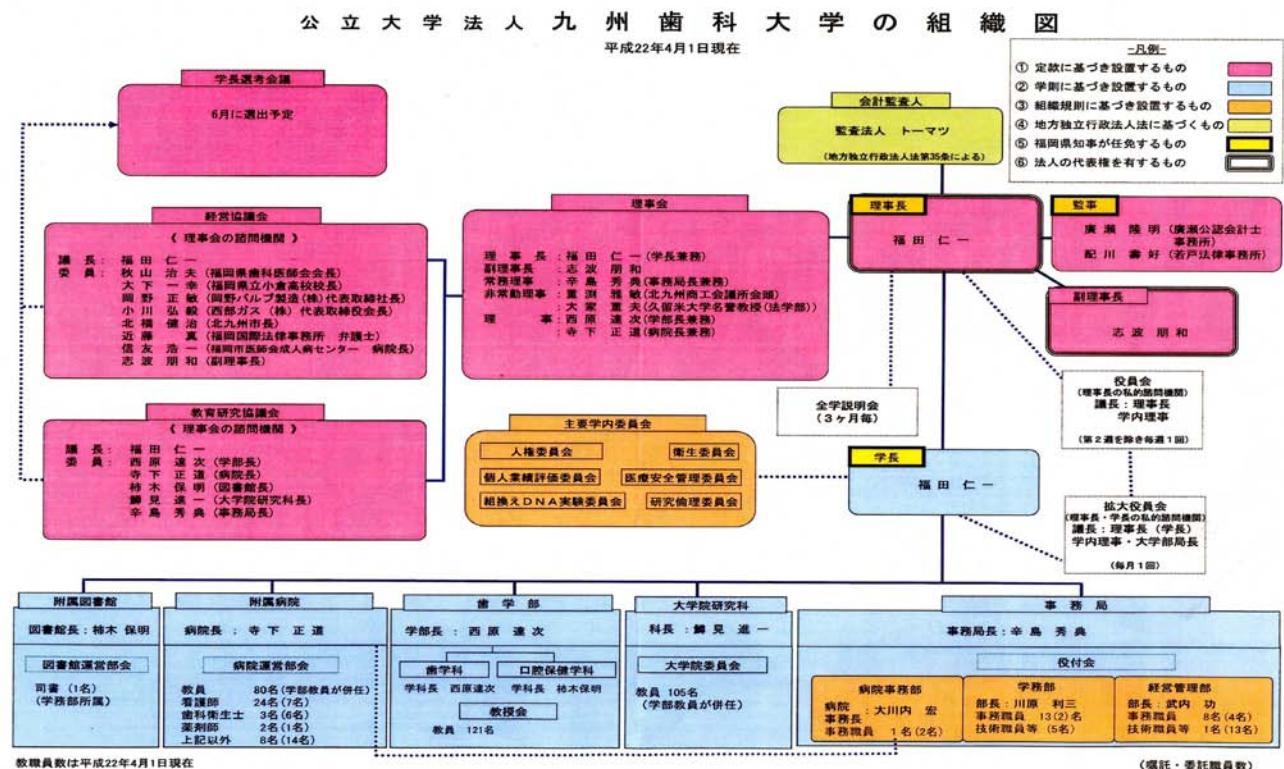 公立大学法人 九州歯科大学の組織図
平成22年4月1日現在
-凡例-
① 定款に基づき設置するもの
② 学則に基づき設置するもの
③ 組織規則に基づき設置するもの
④ 地方独立行政法人法に基づくもの
⑤ 福岡県知事が任免するもの
⑥ 法人の代表権を有するもの
学長選考会議
6月に選出予定
会計監査人
監査法人 トーマツ
(地方独立行政法人法第35条による)
経営協議会
《 理事会の諮問機関 》
議長: 福田 仁一
委員: 秋山 治夫 (福岡県歯科医師会会長)
大下 一幸 (福岡県立小倉高校校長)
岡野 正敏 (岡野バルブ製造(株)代表取締社長)
小川 弘毅 (西部ガス(株)代表取締役会長)
北橋 健治 (北九州市長)
近藤 真 (福岡国際法律事務所 弁護士)
信友 浩一 (福岡市医師会成人病センター 病院長)
志波 朋和 (副理事長)
理事会
理事長: 福田 仁一 (学長兼務)
副理事長: 志波 朋和
常務理事: 辛島 秀典 (事務局長兼務)
非常勤理事: 重渕 雅敏 (北九州商工会議所会頭)
: 大家 重夫 (久留米大学名誉教授(法学部))
理事: 西原 達次 (学部長兼務)
: 寺下 正道 (病院長兼務)
理事長
福田 仁一
監事
廣瀬 隆明 (廣瀬公認会計士
事務所)
配川 壽好 (若戸法律事務所)
副理事長
志波 朋和
教育研究協議会
《 理事会の諮問機関 》
議長: 福田 仁一
委員: 西原 達次 (学部長)
寺下 正道 (病院長)
柿木 保明 (図書館長)
鱒見 進一 (大学院研究科長)
辛島 秀典 (事務局長)
全学説明会
(3ヶ月毎)
役員会
(理事長の私的諮問機関)
議長:理事長
学内理事
(第2週を除き毎週1回)
主要学内委員会
人権委員会
衛生委員会
個人業績評価委員会
医療安全管理委員会
組換えDNA実験委員会
研究倫理委員会
学長
福田 仁一
拡大役員会
(理事長・学長の私的諮問機関)
議長:理事長(学長)
学内理事・大学部局長
(毎月1回)
附属図書館
図書館長:柿木 保明
図書館運営部会
司書 (1名)
(学務部所属)
附属病院
病院長: 寺下 正道
病院運営部会
教員 80名(学部教員が併任)
看護師 24名(7名)
歯科衛生士 3名(6名)
薬剤師 2名(1名)
上記以外 8名(14名)
歯学部
学部長: 西原 達次
歯学科
口腔保健学科
学科長 西原達次
学科長 柿木保明
教授会
教員 121名
大学院研究科
科長:鱒見 進一
大学院委員会
教員 105名
(学部教員が併任)
事務局
事務局長:辛島 秀典
役付会
病院事務部
病院
事務長 :大川内 宏
事務職員 1名(2名)
学務部
部長:川原 利三
事務職員 13(2)名
技術職員等 (5名)
経営管理部
部長:武内 功
事務職員 8名(4名)
技術職員等 1名(13名)
教職員数は平成22年4月1日現在
(嘱託・委託職員数)